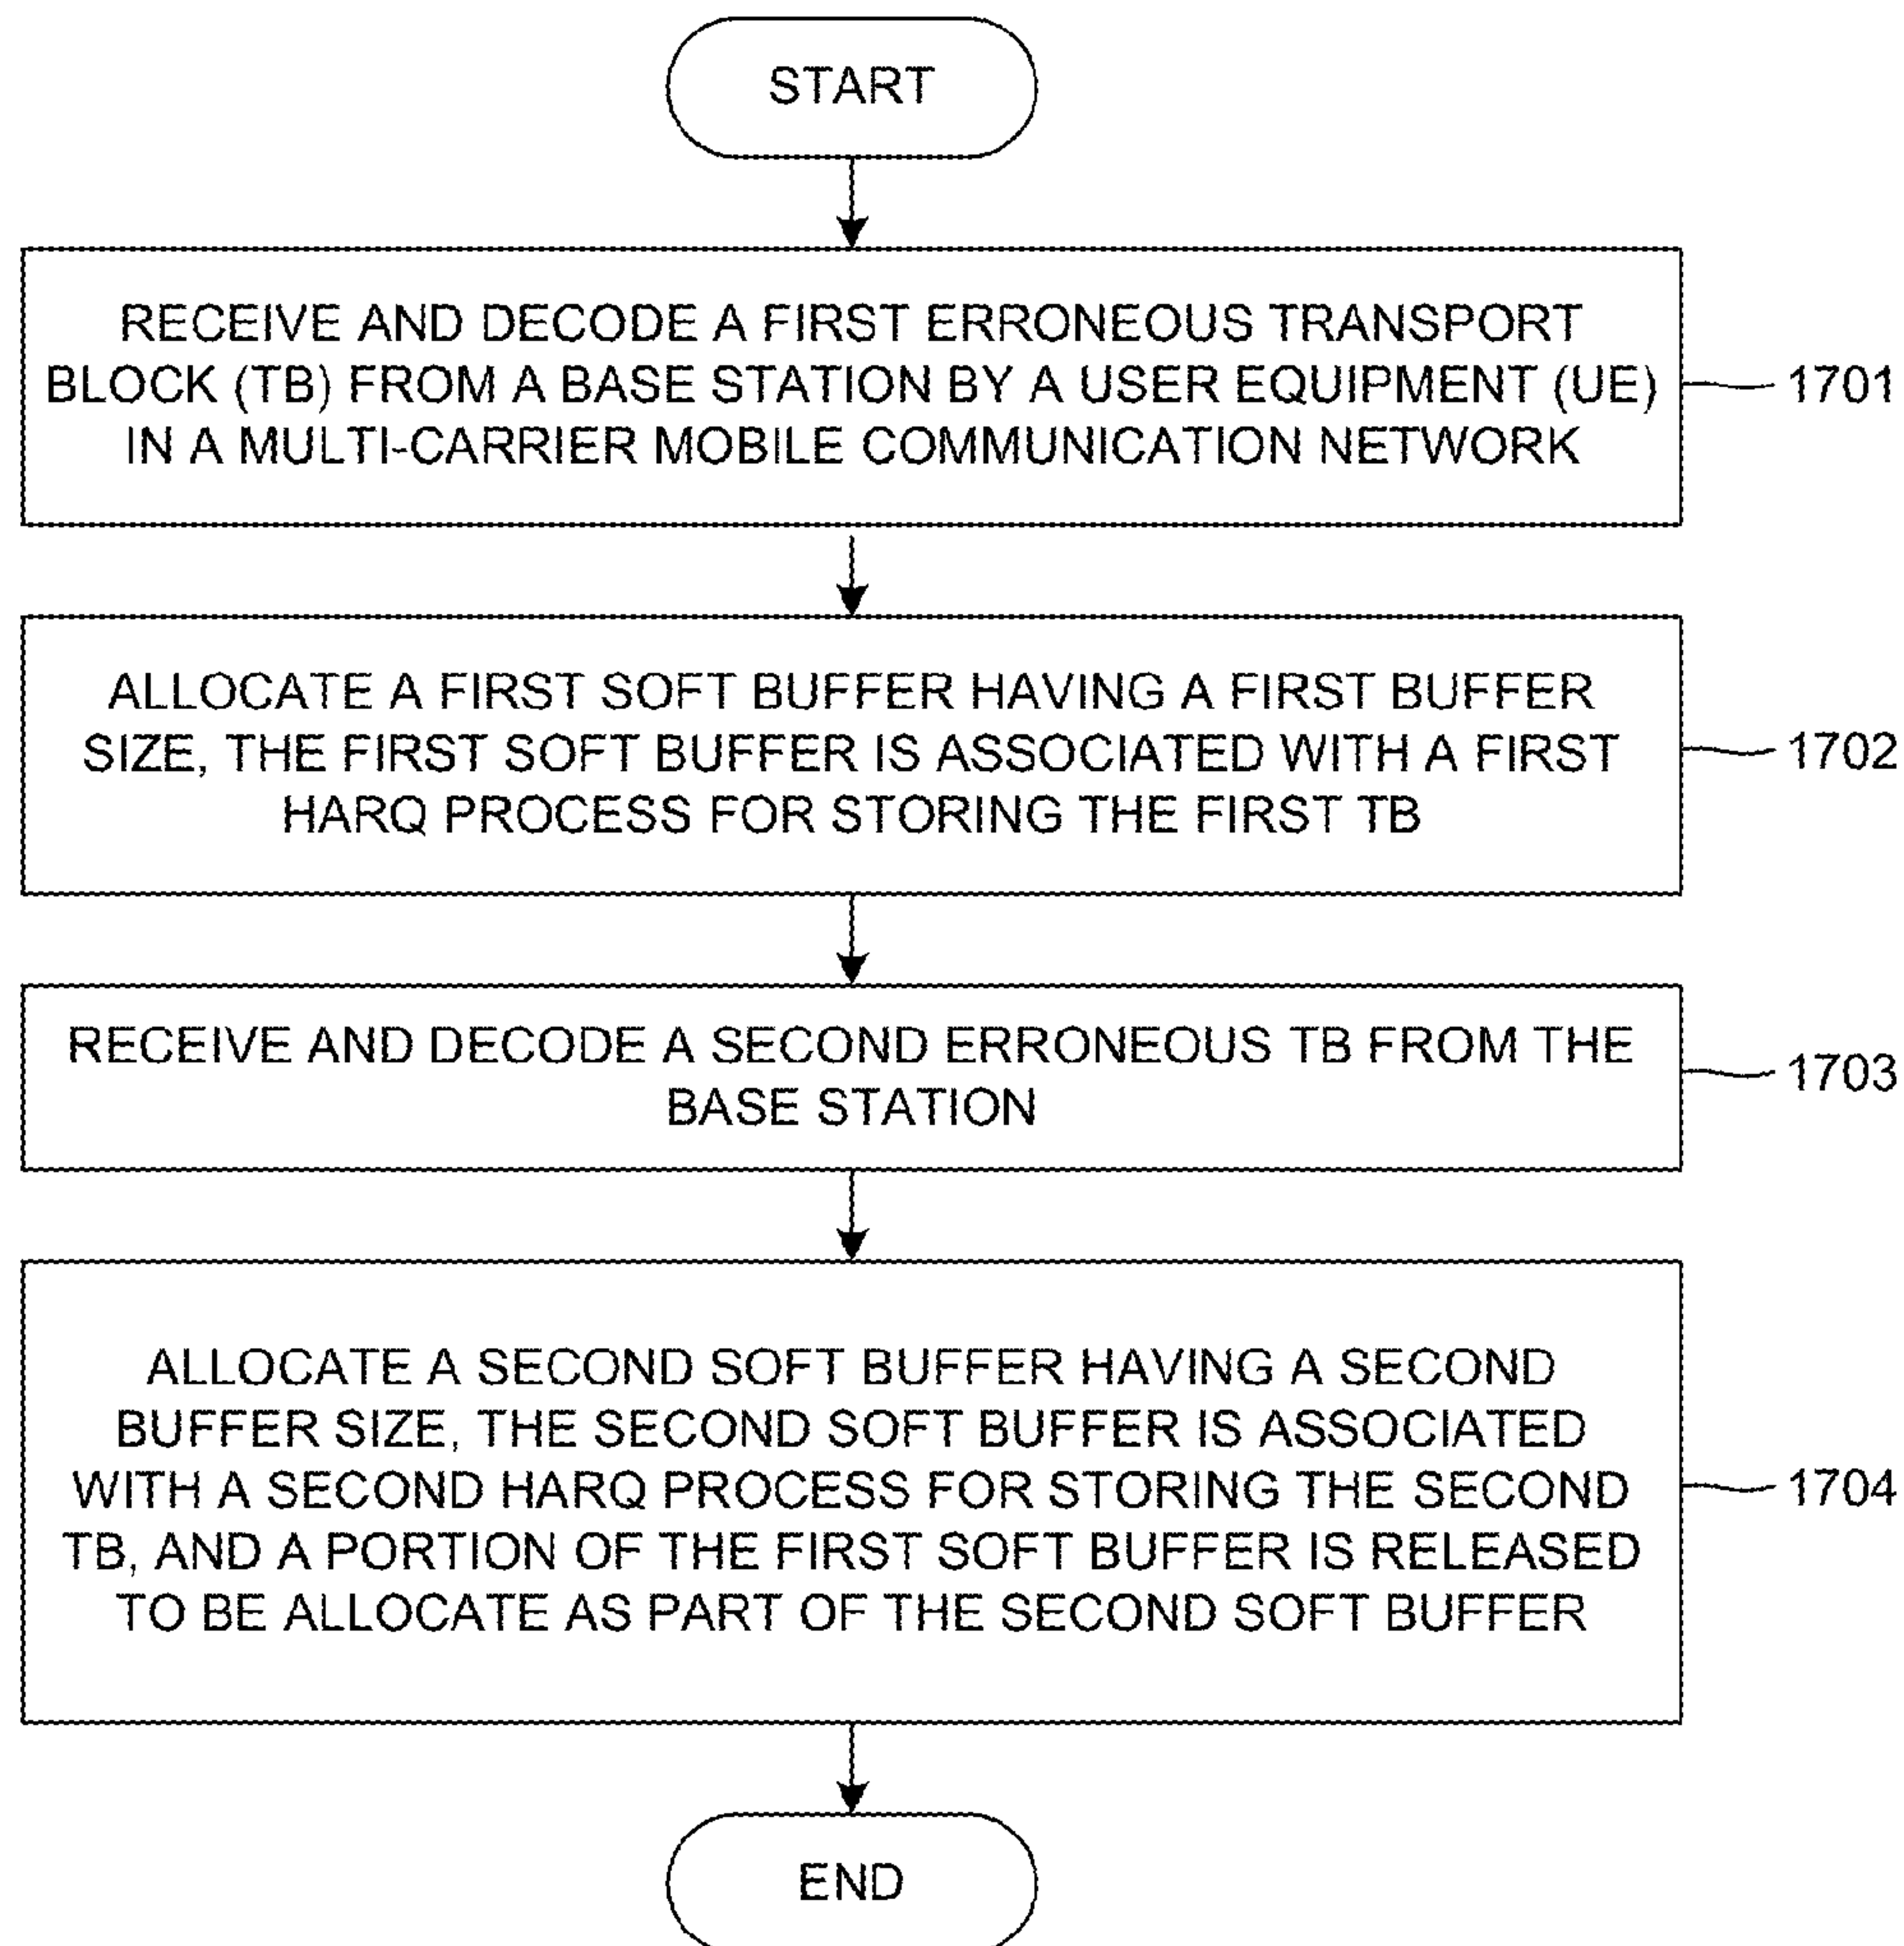 START
RECEIVE AND DECODE A FIRST ERRONEOUS TRANSPORT
BLOCK (TB) FROM A BASE STATION BY A USER EQUIPMENT (UE)
IN A MULTI-CARRIER MOBILE COMMUNICATION NETWORK
1701
ALLOCATE A FIRST SOFT BUFFER HAVING A FIRST BUFFER
SIZE, THE FIRST SOFT BUFFER IS ASSOCIATED WITH A FIRST
HARQ PROCESS FOR STORING THE FIRST TB
1702
RECEIVE AND DECODE A SECOND ERRONEOUS TB FROM THE
BASE STATION
1703
ALLOCATE A SECOND SOFT BUFFER HAVING A SECOND
BUFFER SIZE, THE SECOND SOFT BUFFER IS ASSOCIATED
WITH A SECOND HARQ PROCESS FOR STORING THE SECOND
TB, AND A PORTION OF THE FIRST SOFT BUFFER IS RELEASED
TO BE ALLOCATE AS PART OF THE SECOND SOFT BUFFER
1704
END